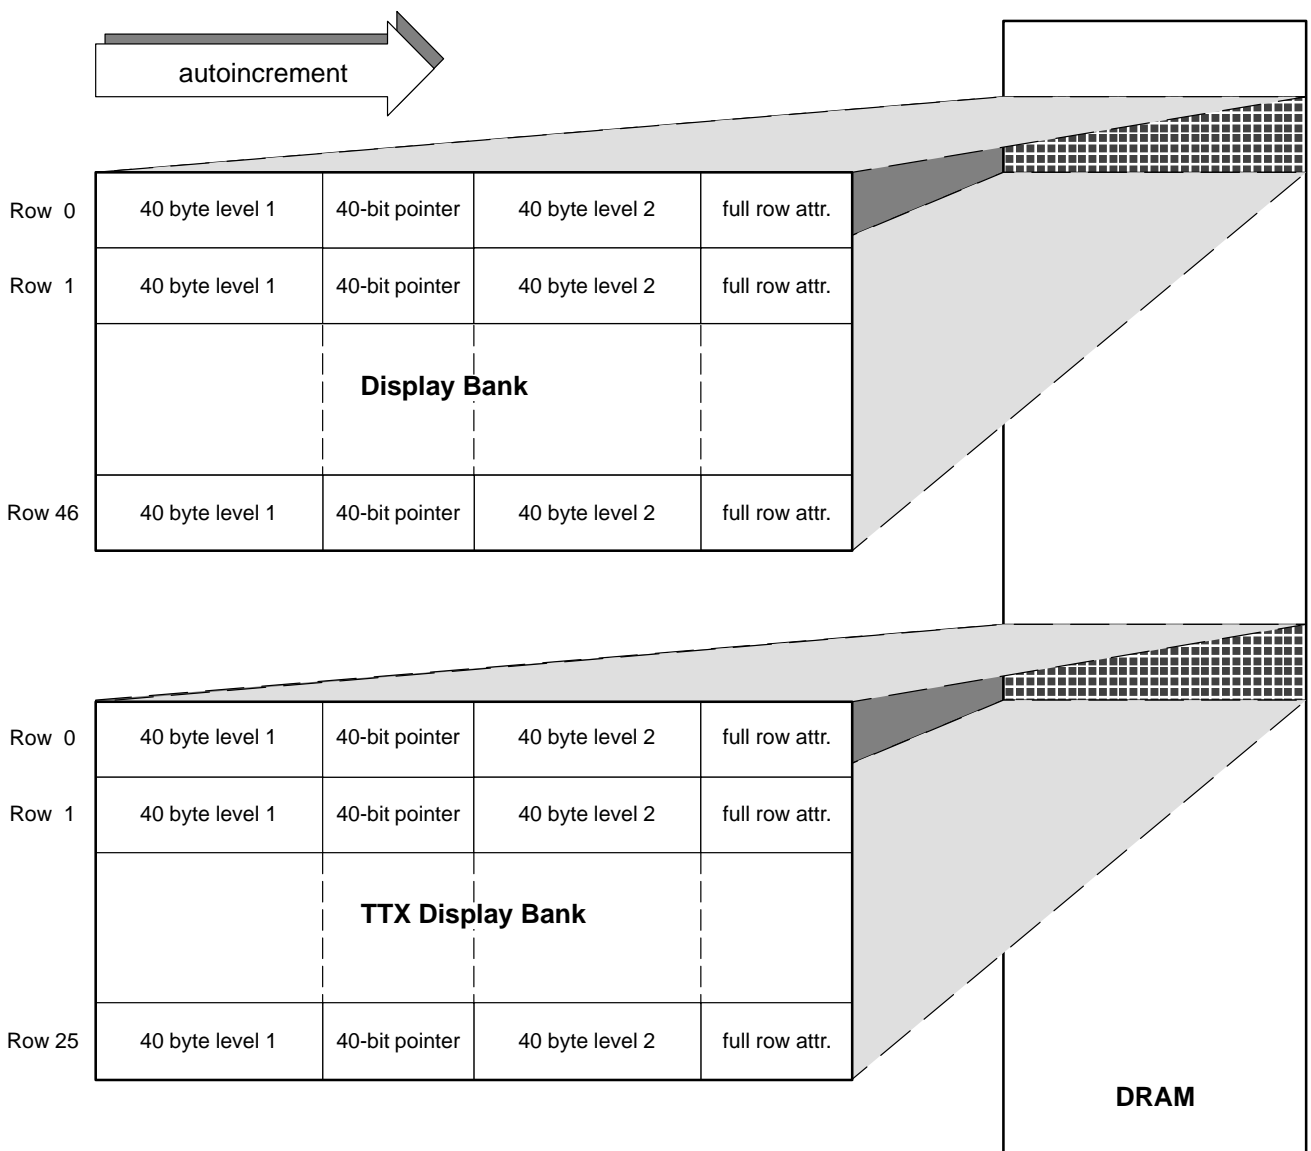 autoincrement
Row 0 40 byte level 1 40-bit pointer 40 byte level 2 full row attr.
Row 1 40 byte level 1 40-bit pointer 40 byte level 2 full row attr.
Display Bank
Row 46 40 byte level 1 40-bit pointer 40 byte level 2 full row attr.
Row 0 40 byte level 1 40-bit pointer 40 byte level 2 full row attr.
Row 1 40 byte level 1 40-bit pointer 40 byte level 2 full row attr.
TTX Display Bank
Row 25 40 byte level 1 40-bit pointer 40 byte level 2 full row attr.
DRAM